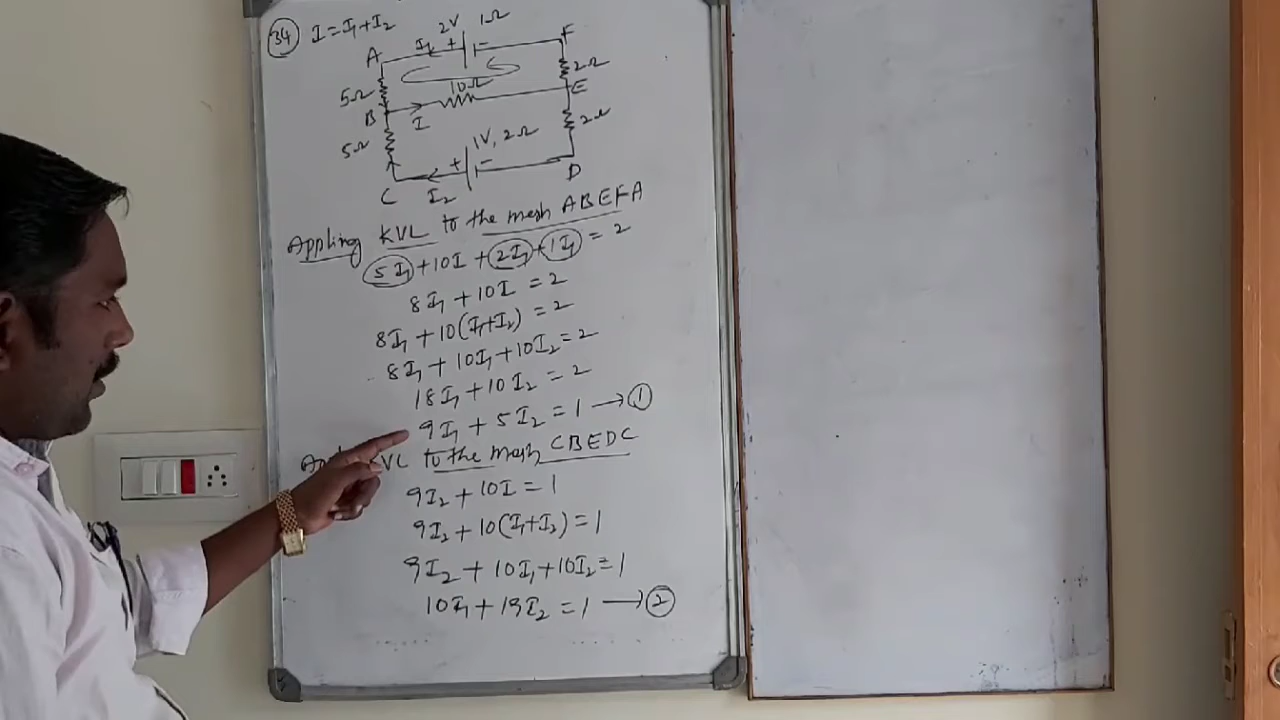 34 I = I₁+I₂
2V 1Ω
A I₁ + - F
5Ω 10Ω 2Ω
B I E
5Ω 1V, 2Ω 2Ω
+ -
C I₂ D
Applying KVL to the mesh ABEFA
5I₁ + 10I + 2I₁ + 1I₁ = 2
8I₁ + 10I = 2
8I₁ + 10(I₁+I₂) = 2
8I₁ + 10I₁ + 10I₂ = 2
18I₁ + 10I₂ = 2
9I₁ + 5I₂ = 1 → 1
KVL to the mesh CBEDC
9I₂ + 10I = 1
9I₂ + 10(I₁+I₂) = 1
9I₂ + 10I₁ + 10I₂ = 1
10I₁ + 19I₂ = 1 → 2